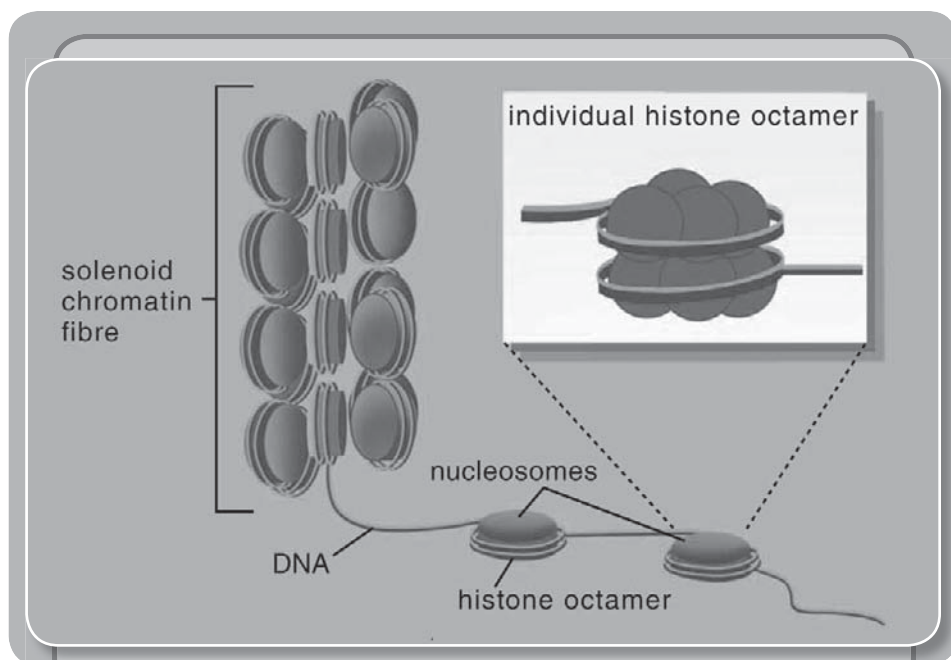 individual histone octamer
solenoid
chromatin
fibre
nucleosomes
DNA
histone octamer